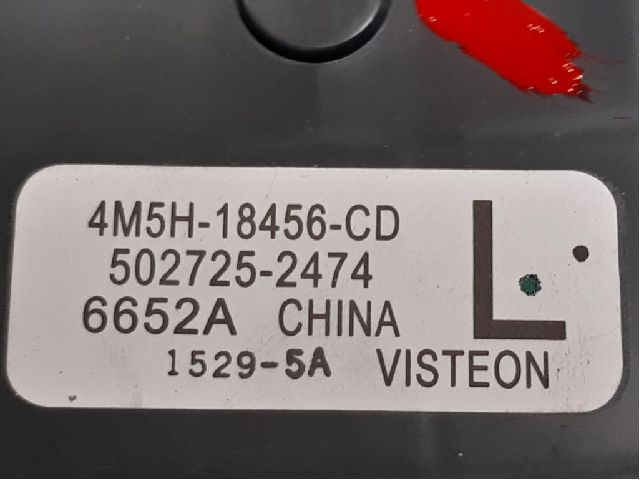 4M5H-18456-CD
502725-2474
6652A CHINA
1529-5A VISTEON
L